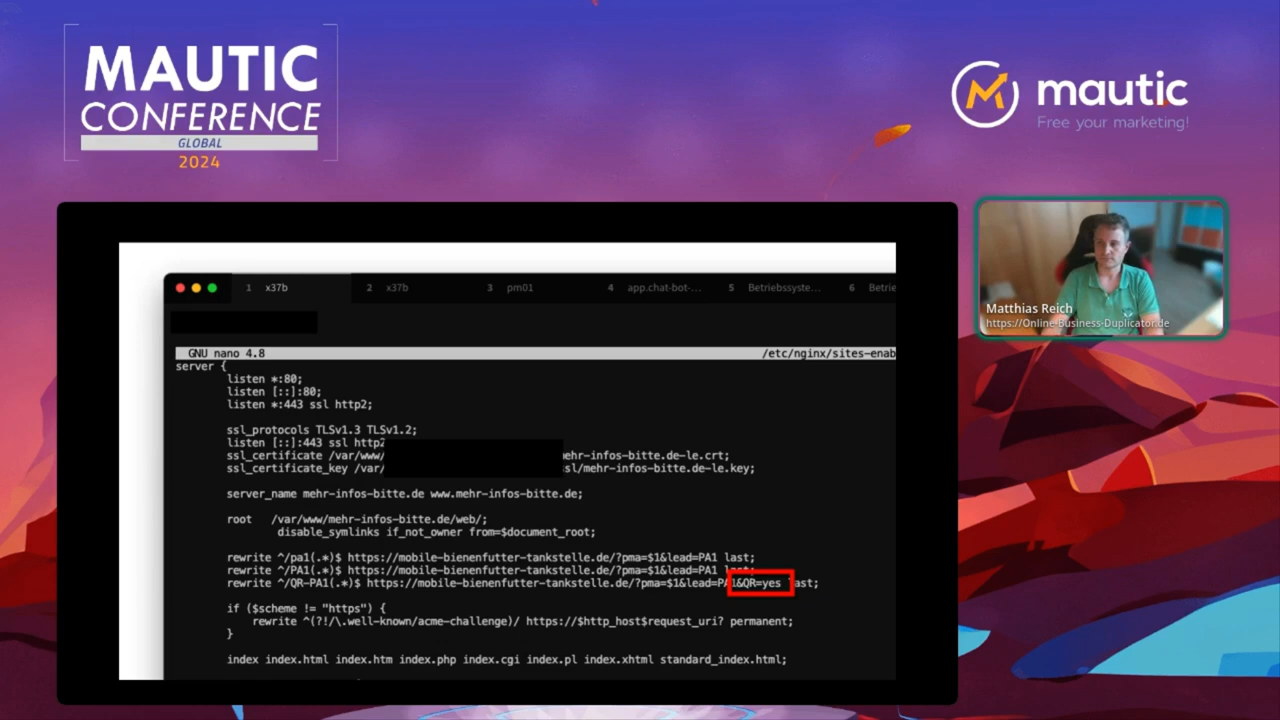 MAUTIC
CONFERENCE
GLOBAL
2024
mautic
Free your marketing!
1 x37b 2 x37b 3 pm01 4 app.chat-bot-... 5 Betriebssyste... 6 Betrie
Matthias Reich
https://Online-Business-Duplicator.de
GNU nano 4.8 /etc/nginx/sites-enab
server {
listen *:80;
listen [::]:80;
listen *:443 ssl http2;
ssl_protocols TLSv1.3 TLSv1.2;
listen [::]:443 ssl http2
ssl_certificate /var/www/ ehr-infos-bitte.de-le.crt;
ssl_certificate_key /var/ sl/mehr-infos-bitte.de-le.key;
server_name mehr-infos-bitte.de www.mehr-infos-bitte.de;
root /var/www/mehr-infos-bitte.de/web/;
disable_symlinks if_not_owner from=$document_root;
rewrite ^/pa1(.*)$ https://mobile-bienenfutter-tankstelle.de/?pma=$1&lead=PA1 last;
rewrite ^/PA1(.*)$ https://mobile-bienenfutter-tankstelle.de/?pma=$1&lead=PA1 last;
rewrite ^/QR-PA1(.*)$ https://mobile-bienenfutter-tankstelle.de/?pma=$1&lead=PA1&QR=yes last;
if ($scheme != "https") {
rewrite ^(?!/\.well-known/acme-challenge)/ https://$http_host$request_uri? permanent;
}
index index.html index.htm index.php index.cgi index.pl index.xhtml standard_index.html;